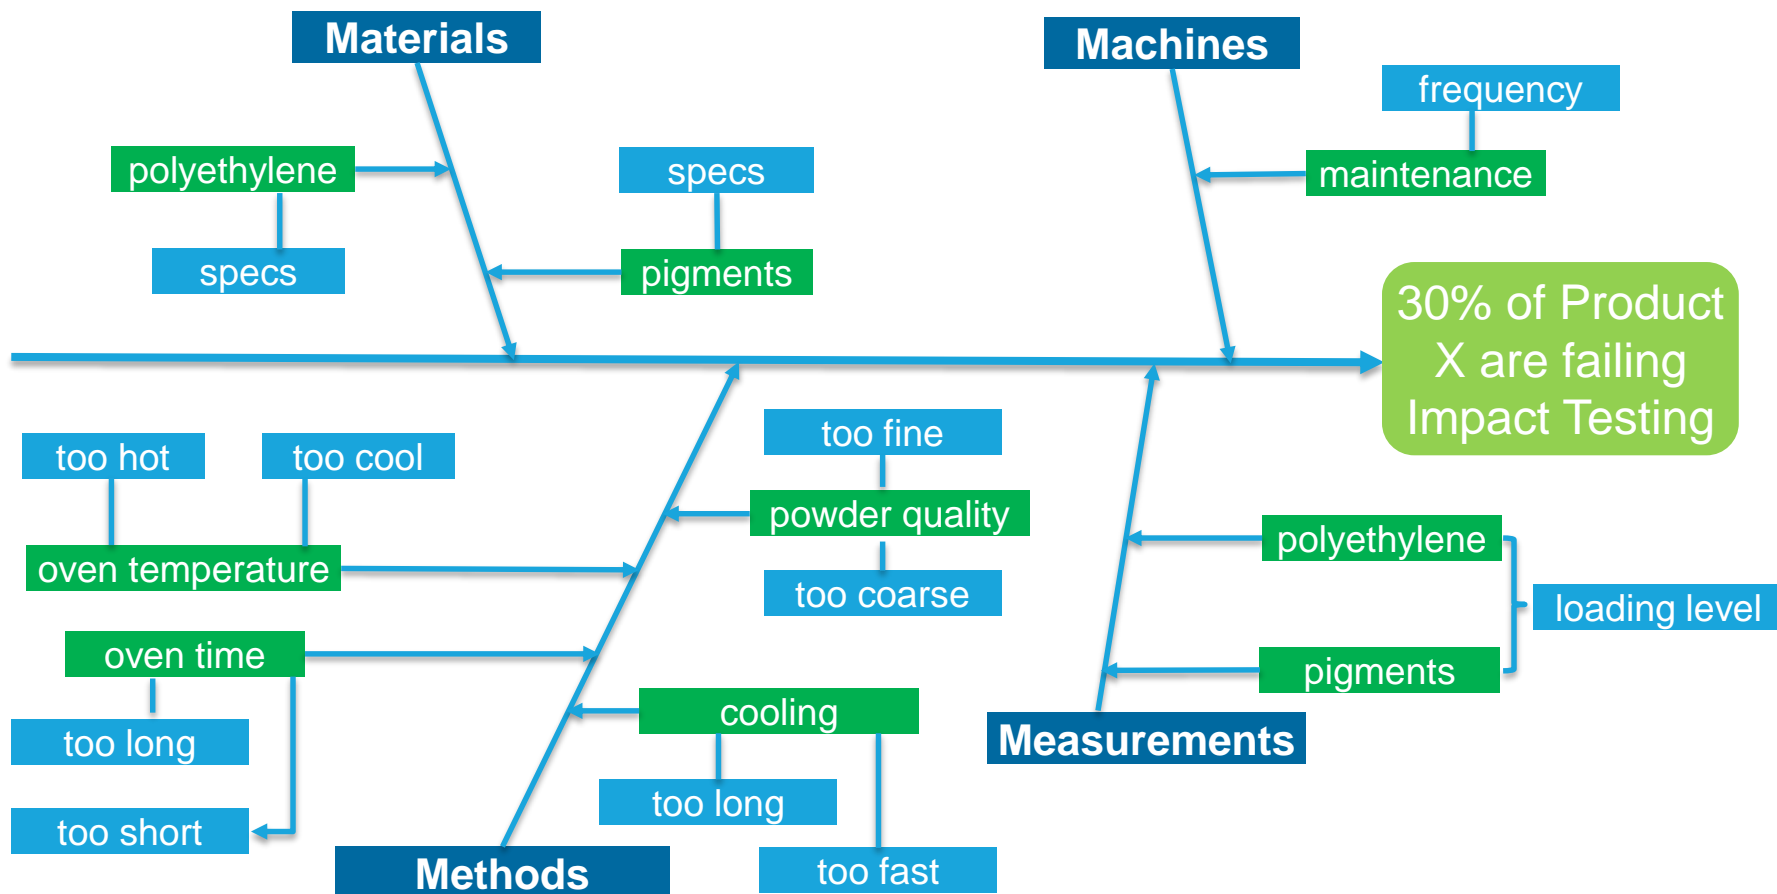 Materials
Machines
frequency
polyethylene
specs
maintenance
specs
pigments
30% of Product
X are failing
Impact Testing
too hot
too cool
too fine
powder quality
oven temperature
too coarse
polyethylene
loading level
oven time
pigments
cooling
too long
Measurements
too long
too short
Methods
too fast